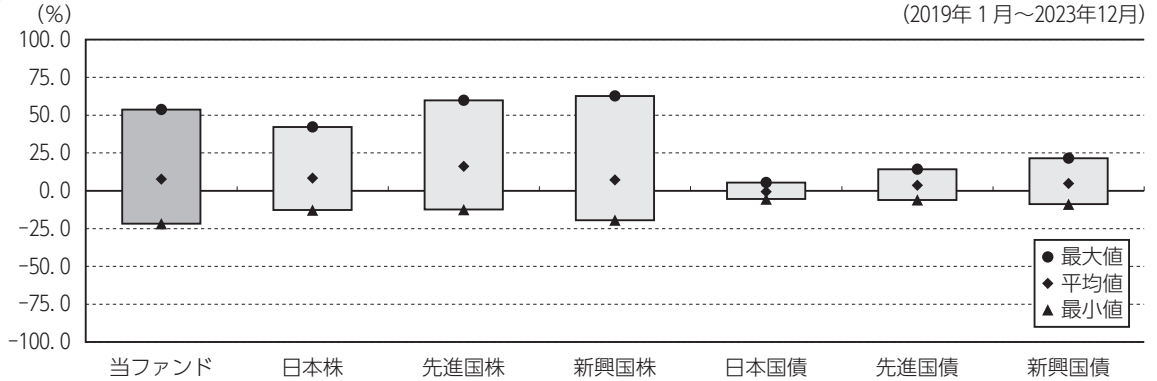 (%)
(2019年1月～2023年12月)
100.0
75.0
50.0
25.0
0.0
-25.0
-50.0
-75.0
-100.0
最大値
平均値
最小値
当ファンド 日本株 先進国株 新興国株 日本国債 先進国債 新興国債